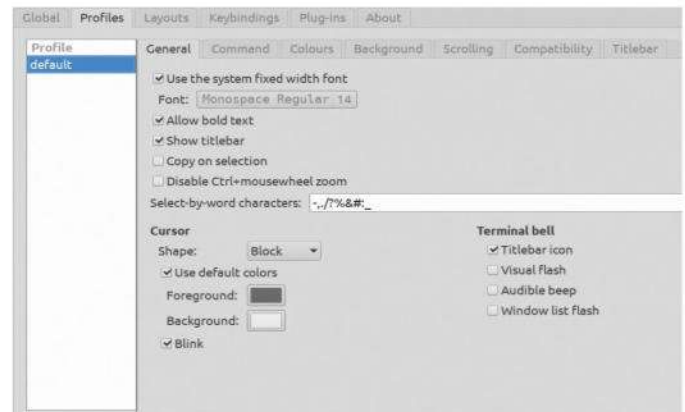 Global Profiles Layouts Keybindings Plug-ins About
Profile
default
General Command Colours Background Scrolling Compatibility Titlebar
Use the system fixed width font
Font: Monospace Regular 14
Allow bold text
Show titlebar
Copy on selection
Disable Ctrl+mousewheel zoom
Select-by-word characters: -,./?%&#:_
Cursor
Shape: Block
Use default colors
Foreground:
Background:
Blink
Terminal bell
Titlebar icon
Visual flash
Audible beep
Window list flash